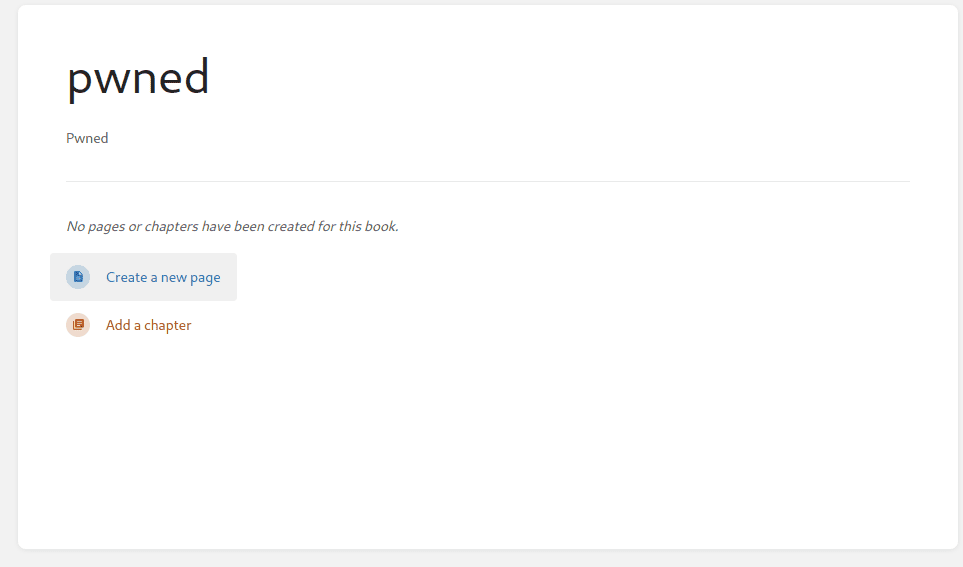 pwned
Pwned
No pages or chapters have been created for this book.
Create a new page
Add a chapter